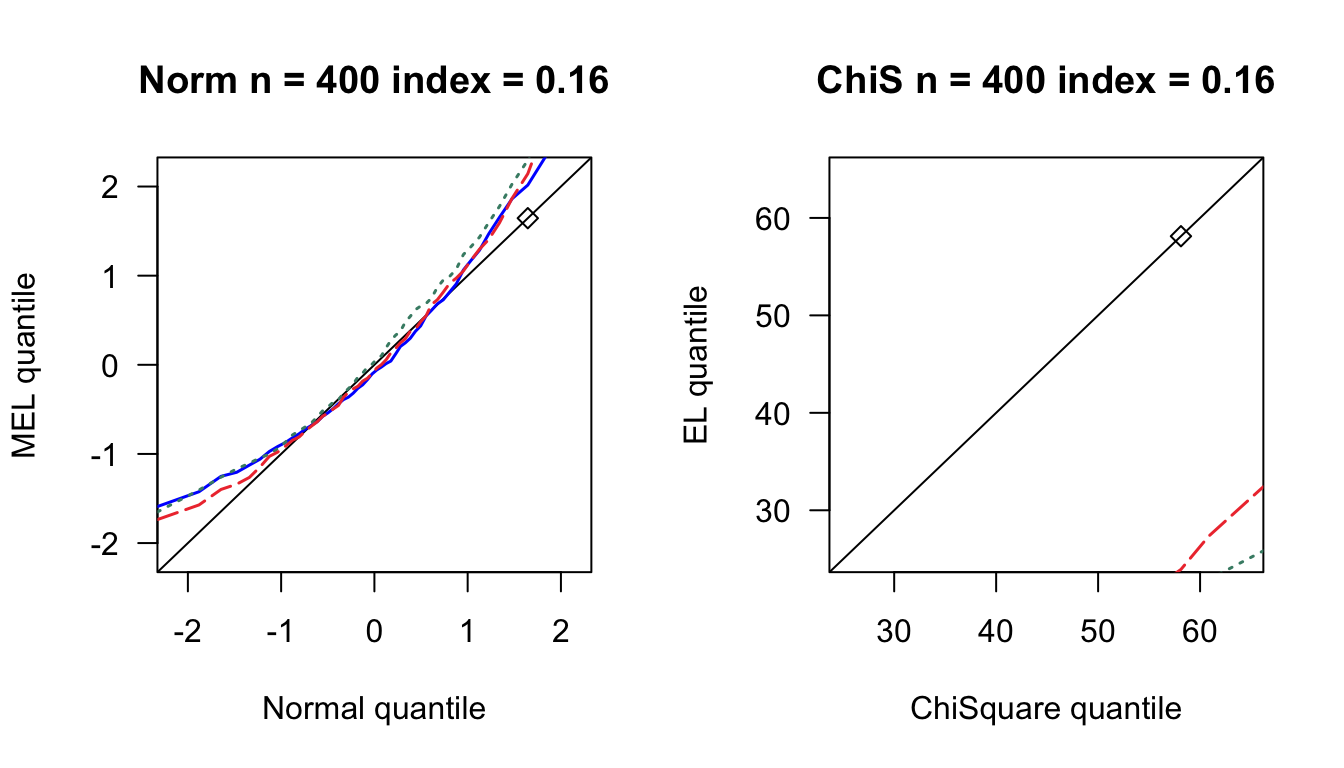 Norm n = 400 index = 0.16
MEL quantile
2
1
0
-1
-2
-2 -1 0 1 2
Normal quantile
ChiS n = 400 index = 0.16
EL quantile
60
50
40
30
30 40 50 60
ChiSquare quantile